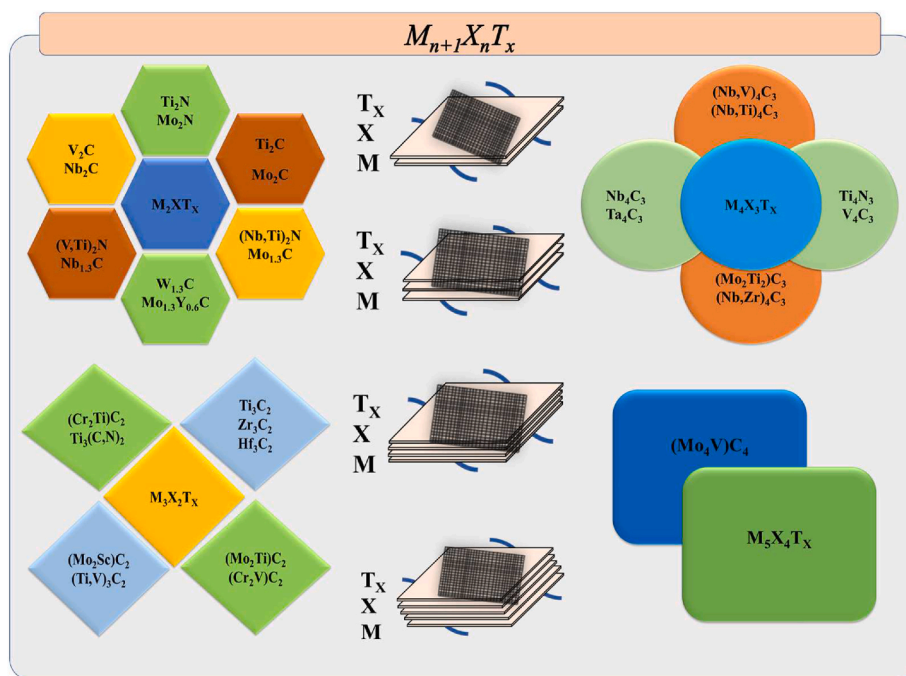 Mn+1XnTx
Ti2N
Mo2N
V2C
Nb2C
Ti2C
Mo2C
M2XTX
(V,Ti)2N
Nb1.3C
(Nb,Ti)2N
Mo1.3C
W1.3C
Mo1.3Y0.6C
TX
X
M
TX
X
M
TX
X
M
TX
X
M
(Nb,V)4C3
(Nb,Ti)4C3
Nb4C3
Ta4C3
M4X3TX
Ti4N3
V4C3
(Mo2Ti2)C3
(Nb,Zr)4C3
(Cr2Ti)C2
Ti3(C,N)2
Ti3C2
Zr3C2
Hf3C2
M3X2TX
(Mo2Sc)C2
(Ti,V)3C2
(Mo2Ti)C2
(Cr2V)C2
(Mo4V)C4
M5X4TX